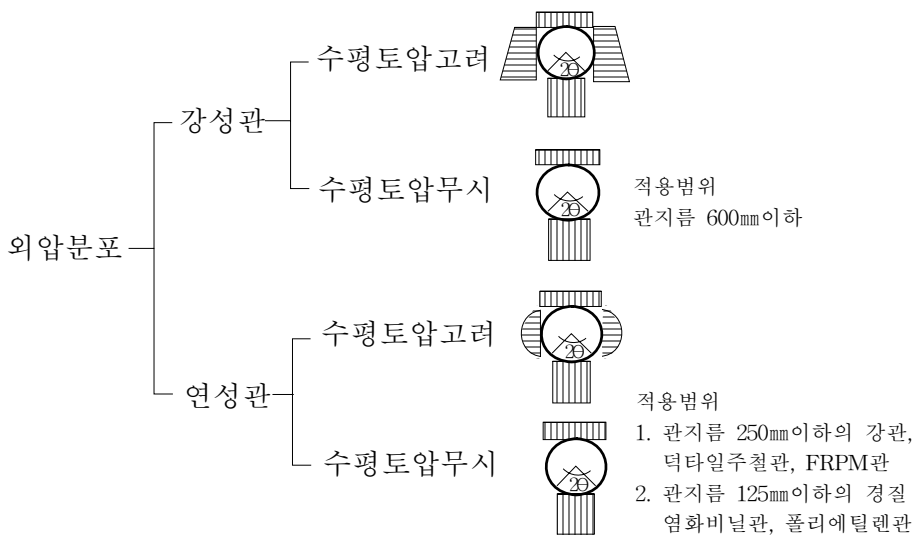 외압분포
강성관
수평토압고려
2θ
수평토압무시
2θ
적용범위
관지름 600㎜이하
연성관
수평토압고려
2θ
수평토압무시
2θ
적용범위
1. 관지름 250㎜이하의 강관,
덕타일주철관, FRPM관
2. 관지름 125㎜이하의 경질
염화비닐관, 폴리에틸렌관